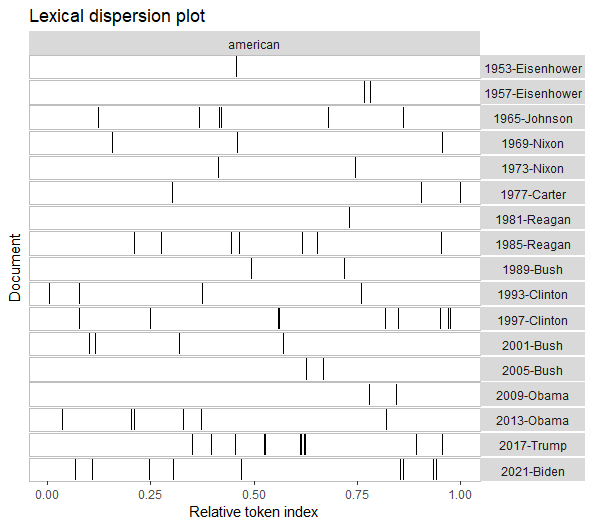 Lexical dispersion plot
american
1953-Eisenhower
1957-Eisenhower
1965-Johnson
1969-Nixon
1973-Nixon
1977-Carter
1981-Reagan
1985-Reagan
1989-Bush
1993-Clinton
1997-Clinton
2001-Bush
2005-Bush
2009-Obama
2013-Obama
2017-Trump
2021-Biden
Document
0.00 0.25 0.50 0.75 1.00
Relative token index